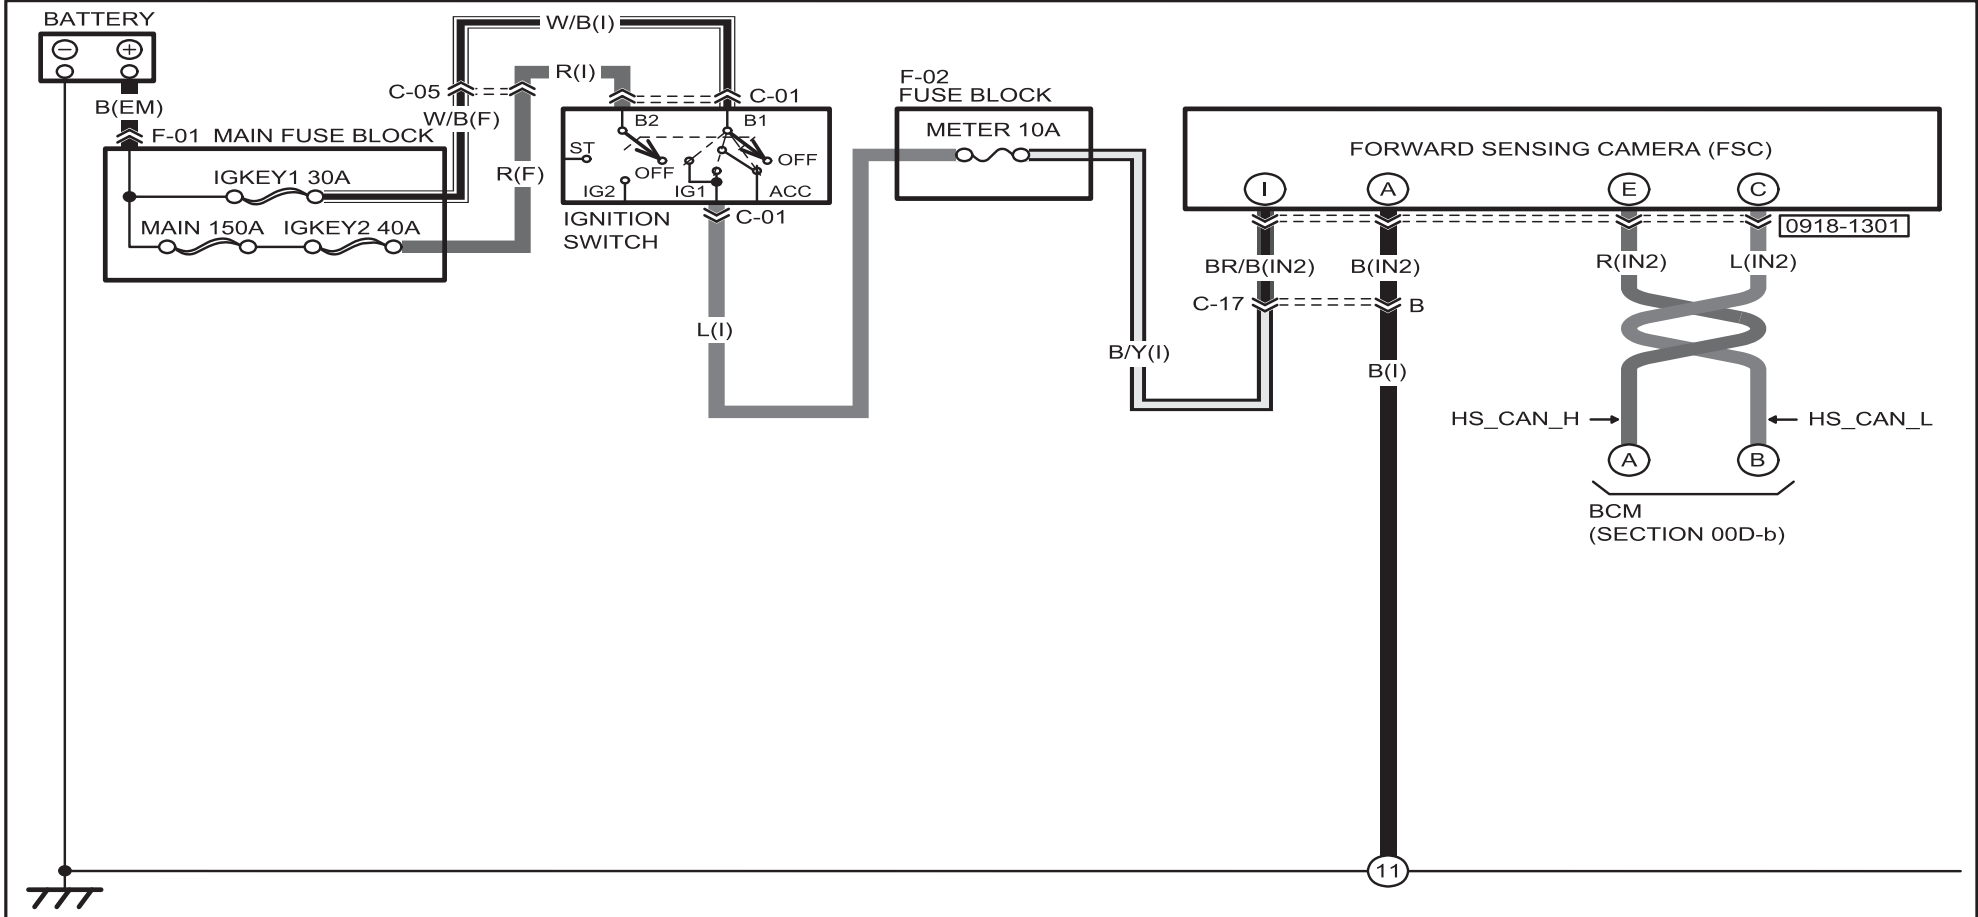 BATTERY
−
+
B(EM)
F-01 MAIN FUSE BLOCK
IGKEY1 30A
MAIN 150A
IGKEY2 40A
W/B(I)
C-05
W/B(F)
R(I)
R(F)
C-01
B2
B1
ST
OFF
OFF
IG2
IG1
ACC
IGNITION
SWITCH
C-01
L(I)
F-02
FUSE BLOCK
METER 10A
B/Y(I)
FORWARD SENSING CAMERA (FSC)
I
A
E
C
0918-1301
BR/B(IN2)
B(IN2)
R(IN2)
L(IN2)
C-17
B
B(I)
HS_CAN_H
HS_CAN_L
A
B
BCM
(SECTION 00D-b)
11